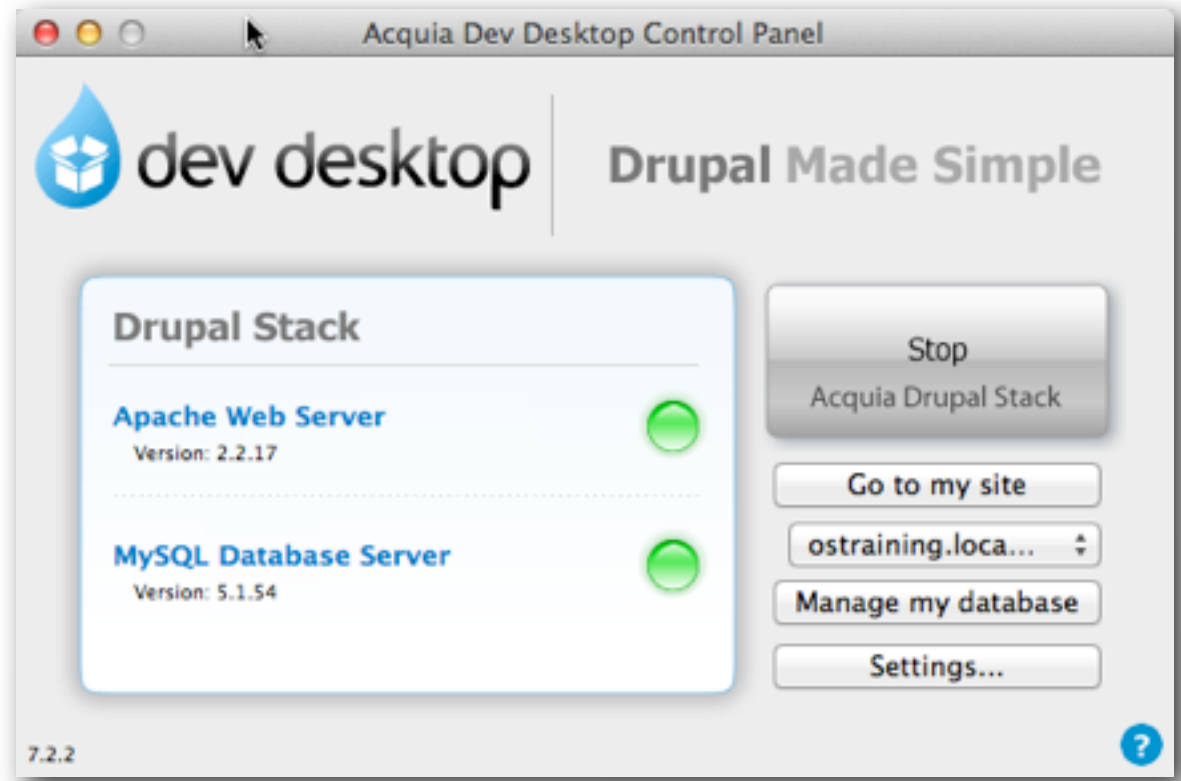 Acquia Dev Desktop Control Panel
dev desktop
Drupal Made Simple
Drupal Stack
Apache Web Server
Version: 2.2.17
MySQL Database Server
Version: 5.1.54
Stop
Acquia Drupal Stack
Go to my site
ostraining.loca...
Manage my database
Settings...
7.2.2
?